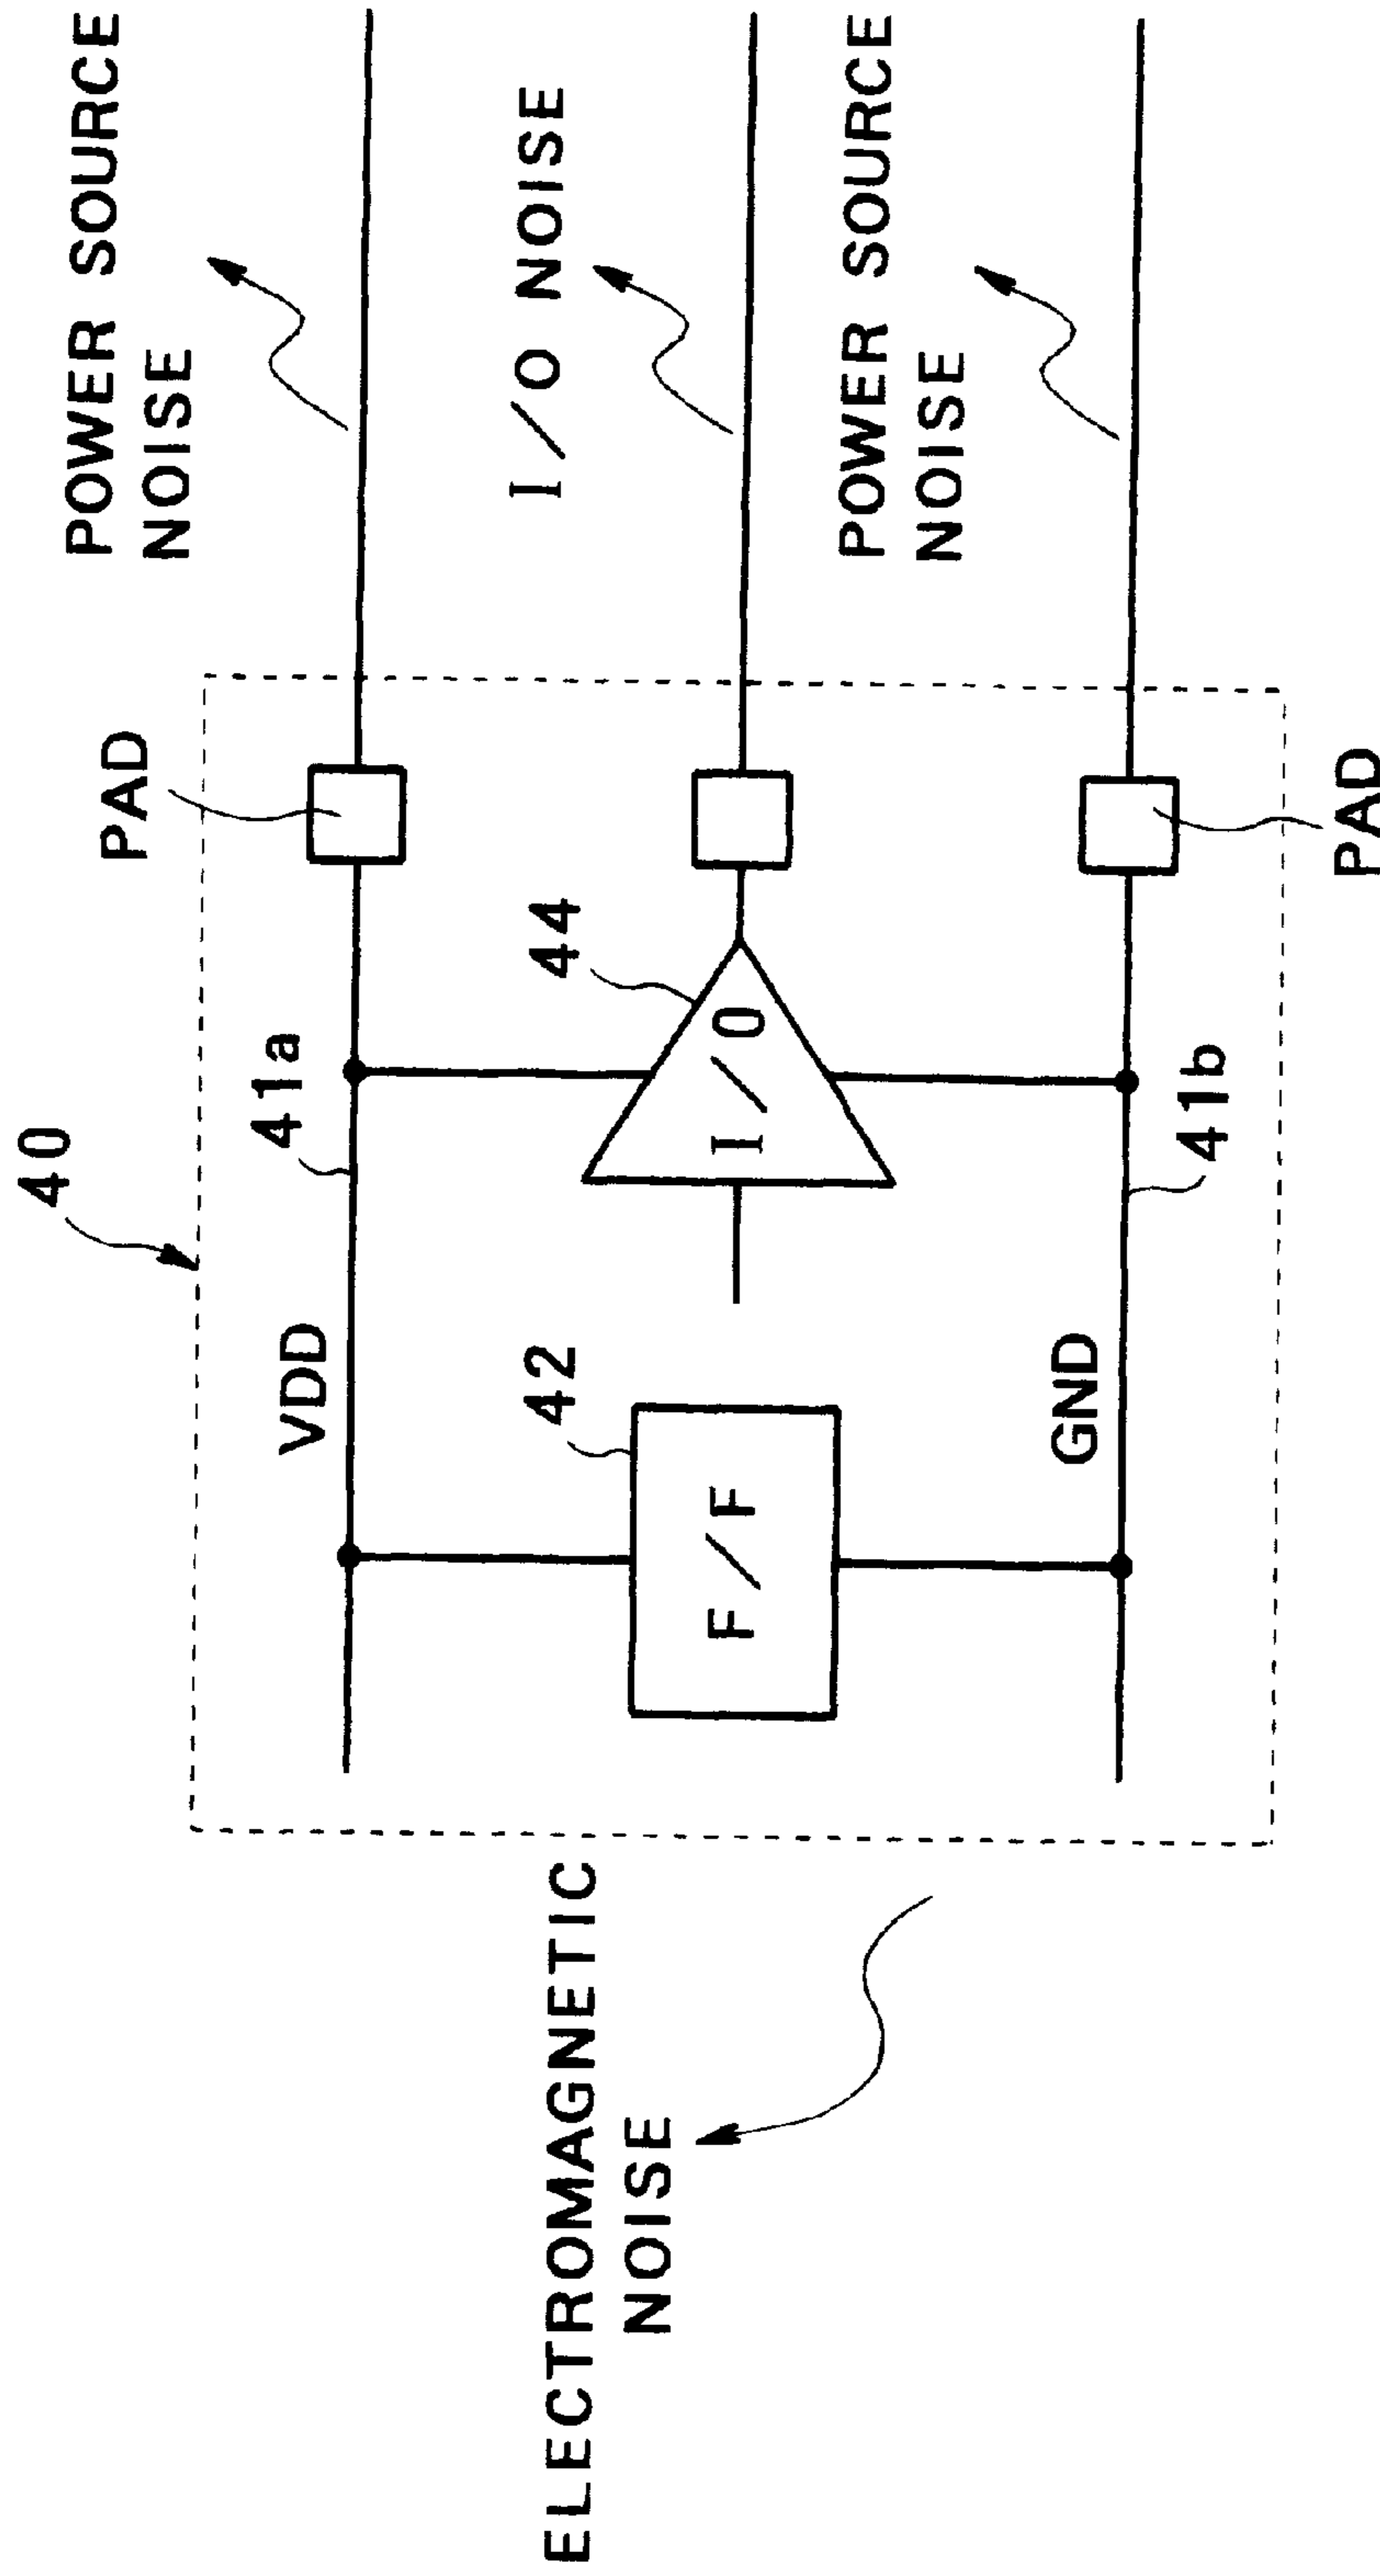 POWER SOURCE
NOISE
I/O NOISE
POWER SOURCE
NOISE
PAD
PAD
40
41a
44
41b
VDD
42
GND
I/O
F/F
ELECTROMAGNETIC
NOISE